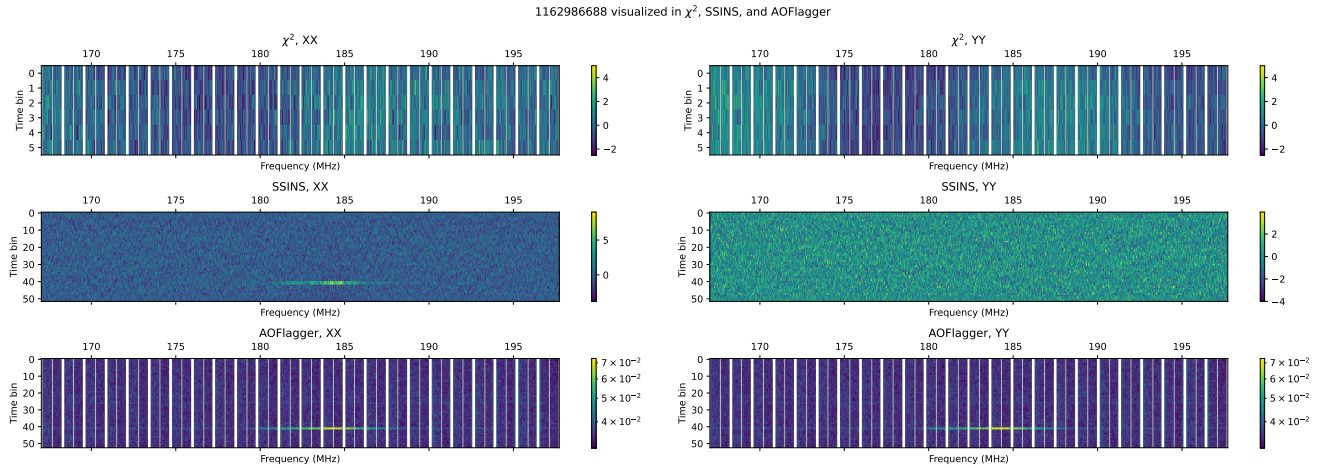 1162986688 visualized in χ², SSINS, and AOFlagger
χ², XX
170 175 180 185 190 195
Time bin
0
1
2
3
4
5
Frequency (MHz)
4
2
0
−2
χ², YY
170 175 180 185 190 195
Time bin
0
1
2
3
4
5
Frequency (MHz)
4
2
0
−2
SSINS, XX
170 175 180 185 190 195
Time bin
0
10
20
30
40
50
Frequency (MHz)
5
0
SSINS, YY
170 175 180 185 190 195
Time bin
0
10
20
30
40
50
Frequency (MHz)
2
0
−2
−4
AOFlagger, XX
170 175 180 185 190 195
Time bin
0
10
20
30
40
50
Frequency (MHz)
7 × 10⁻²
6 × 10⁻²
5 × 10⁻²
4 × 10⁻²
AOFlagger, YY
170 175 180 185 190 195
Time bin
0
10
20
30
40
50
Frequency (MHz)
7 × 10⁻²
6 × 10⁻²
5 × 10⁻²
4 × 10⁻²